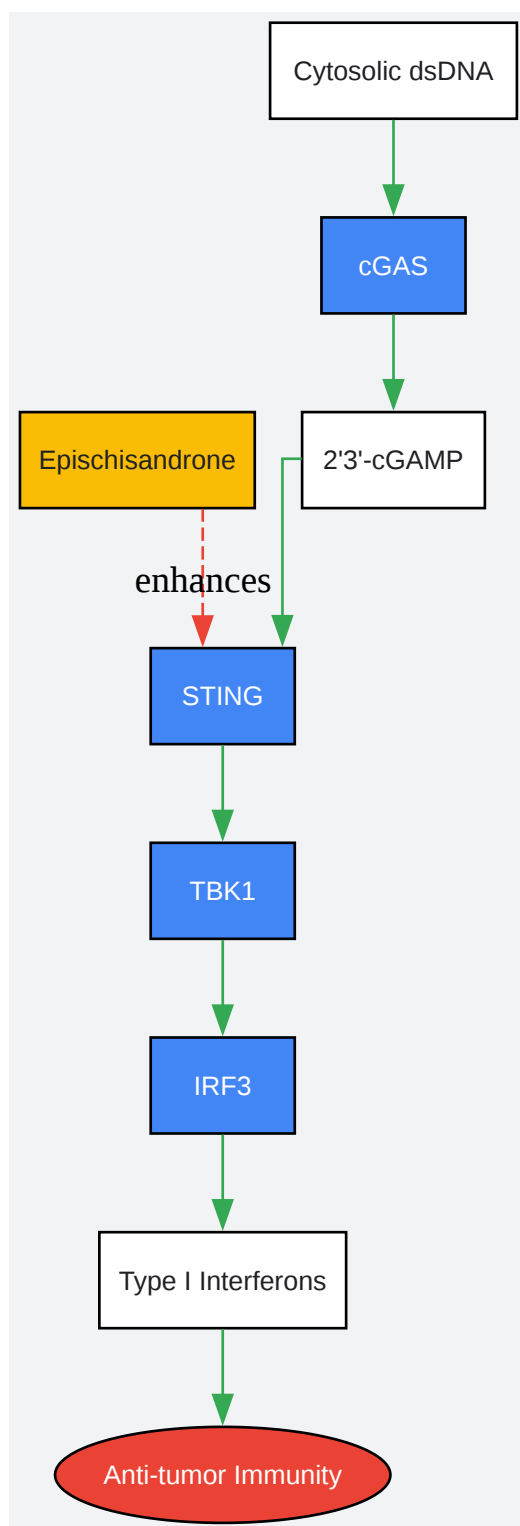 Cytosolic dsDNA
cGAS
Epischisandrone
2'3'-cGAMP
enhances
STING
TBK1
IRF3
Type I Interferons
Anti-tumor Immunity